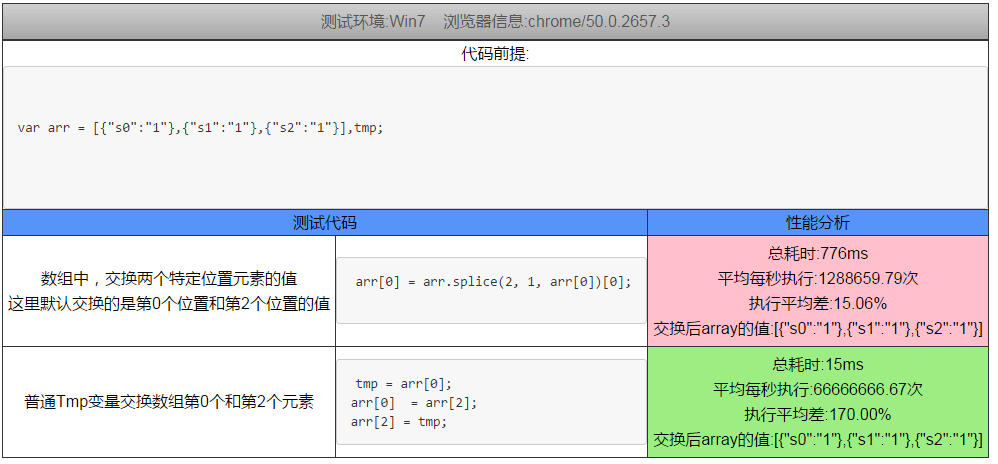 测试环境:Win7 浏览器信息:chrome/50.0.2657.3
代码前提:
var arr = [{"s0":"1"},{"s1":"1"},{"s2":"1"}],tmp;
测试代码 性能分析
数组中，交换两个特定位置元素的值
这里默认交换的是第0个位置和第2个位置的值
arr[0] = arr.splice(2, 1, arr[0])[0];
总耗时:776ms
平均每秒执行:1288659.79次
执行平均差:15.06%
交换后array的值:[{"s0":"1"},{"s1":"1"},{"s2":"1"}]
普通Tmp变量交换数组第0个和第2个元素
tmp = arr[0];
arr[0]  = arr[2];
arr[2] = tmp;
总耗时:15ms
平均每秒执行:66666666.67次
执行平均差:170.00%
交换后array的值:[{"s0":"1"},{"s1":"1"},{"s2":"1"}]